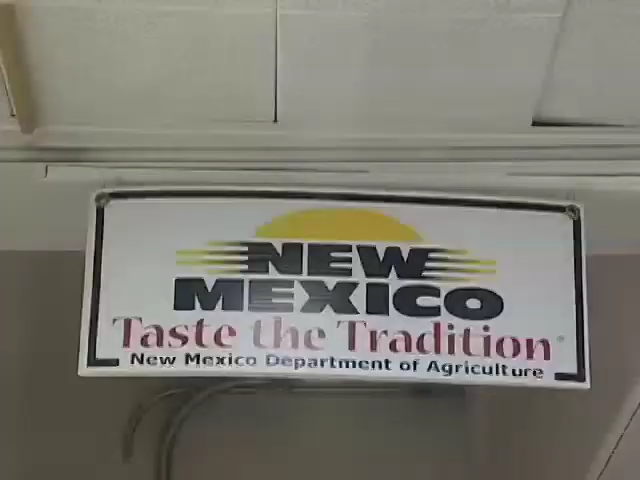 NEW
MEXICO
Taste the Tradition®
New Mexico Department of Agriculture